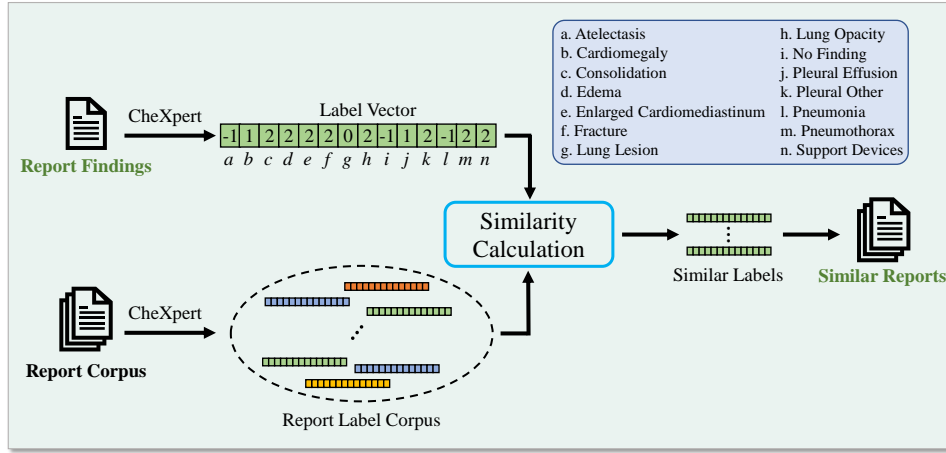 a. Atelectasis
b. Cardiomegaly
c. Consolidation
d. Edema
e. Enlarged Cardiomediastinum
f. Fracture
g. Lung Lesion
h. Lung Opacity
i. No Finding
j. Pleural Effusion
k. Pleural Other
l. Pneumonia
m. Pneumothorax
n. Support Devices
CheXpert
Report Findings
Label Vector
-1 1 2 2 2 2 0 2 -1 1 2 -1 2 2
a b c d e f g h i j k l m n
Similarity
Calculation
Similar Labels
Similar Reports
CheXpert
Report Corpus
Report Label Corpus